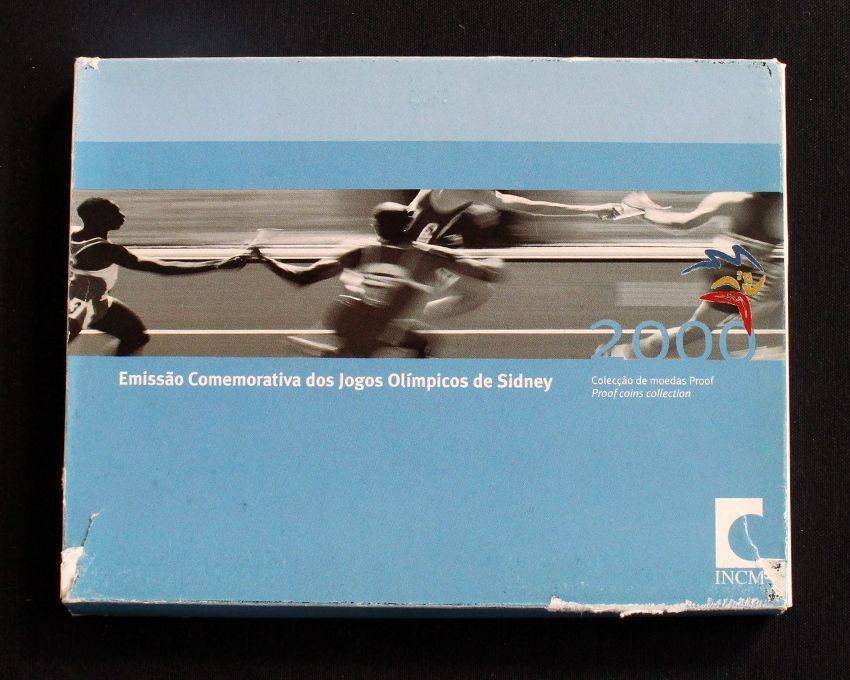 2000
Emissão Comemorativa dos Jogos Olímpicos de Sidney
Colecção de moedas Proof
Proof coins collection
INCM